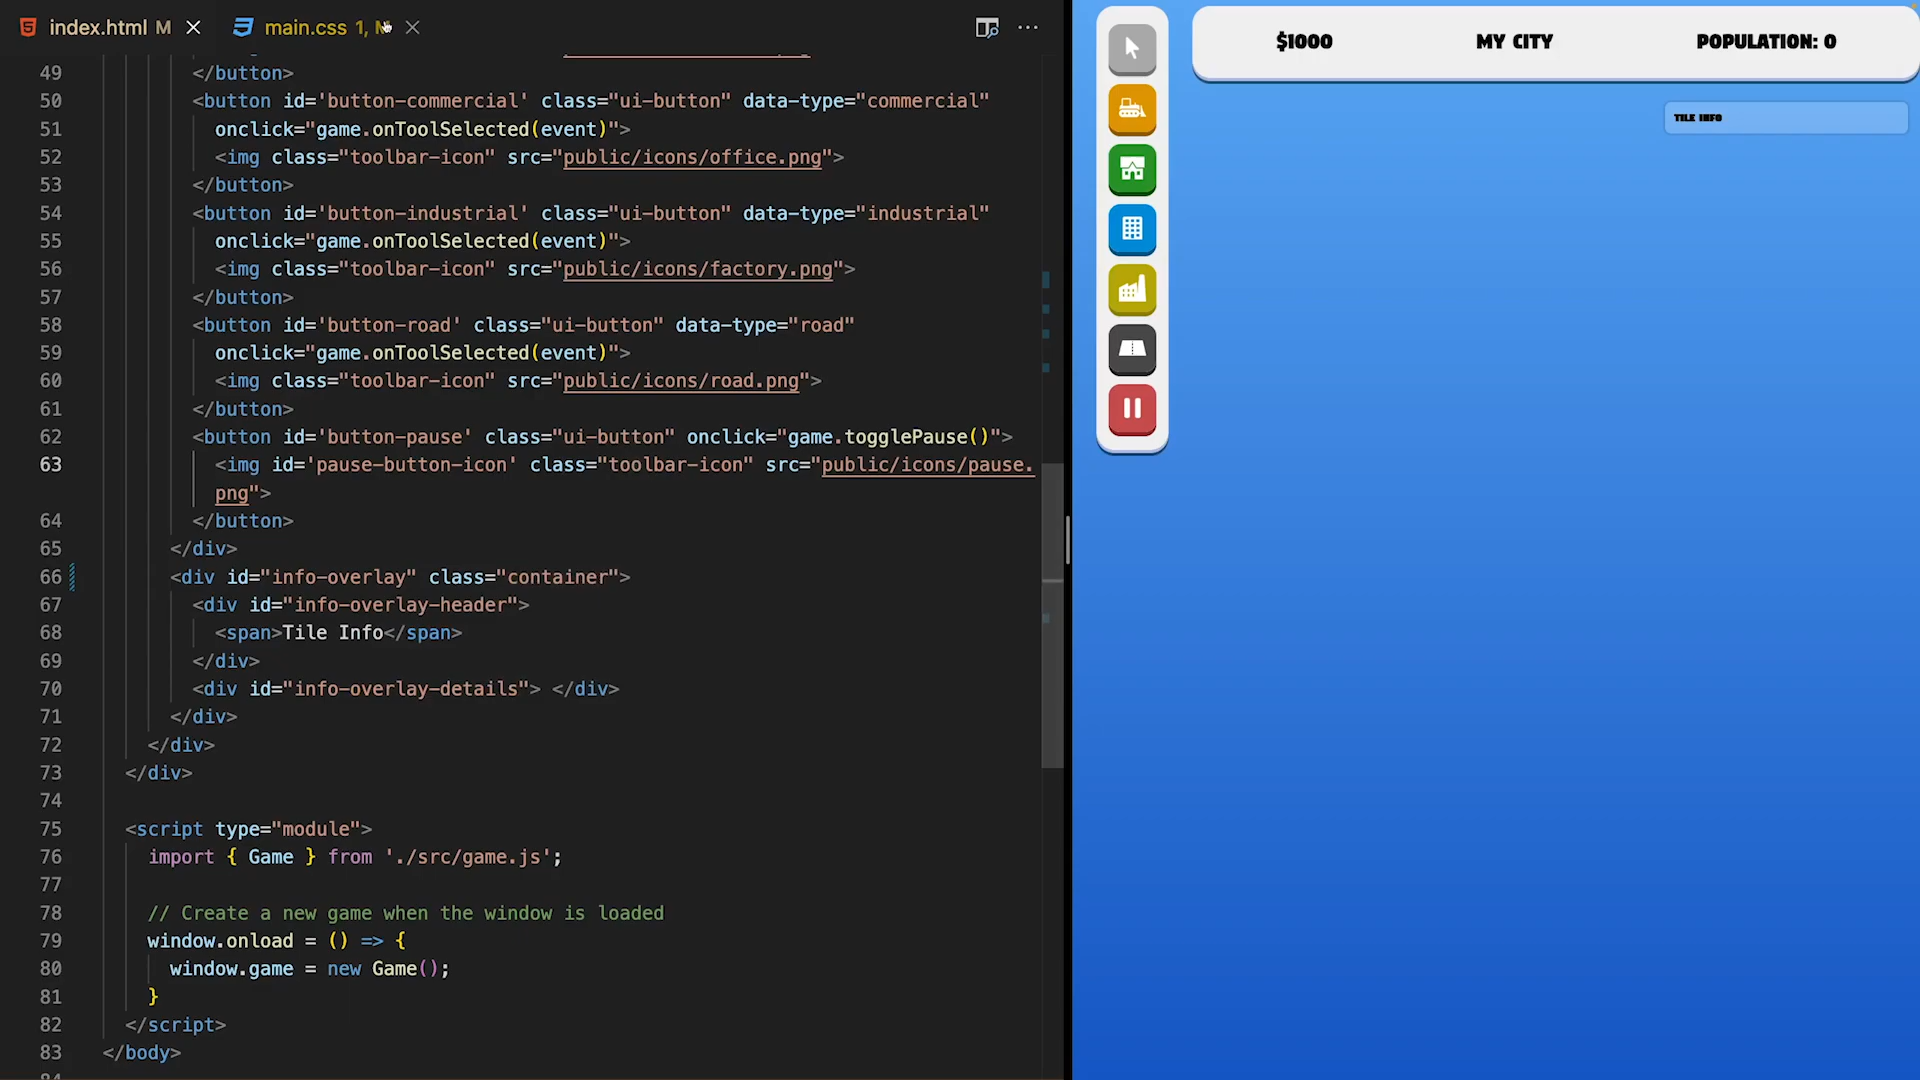 index.html M
main.css 1, M
49 </button>
50 <button id='button-commercial' class="ui-button" data-type="commercial"
51 onclick="game.onToolSelected(event)">
52 <img class="toolbar-icon" src="public/icons/office.png">
53 </button>
54 <button id='button-industrial' class="ui-button" data-type="industrial"
55 onclick="game.onToolSelected(event)">
56 <img class="toolbar-icon" src="public/icons/factory.png">
57 </button>
58 <button id='button-road' class="ui-button" data-type="road"
59 onclick="game.onToolSelected(event)">
60 <img class="toolbar-icon" src="public/icons/road.png">
61 </button>
62 <button id='button-pause' class="ui-button" onclick="game.togglePause()">
63 <img id='pause-button-icon' class="toolbar-icon" src="public/icons/pause.
png">
64 </button>
65 </div>
66 <div id="info-overlay" class="container">
67 <div id="info-overlay-header">
68 <span>Tile Info</span>
69 </div>
70 <div id="info-overlay-details"> </div>
71 </div>
72 </div>
73 </div>
74
75 <script type="module">
76 import { Game } from './src/game.js';
77
78 // Create a new game when the window is loaded
79 window.onload = () => {
80 window.game = new Game();
81 }
82 </script>
83 </body>
$1000
MY CITY
POPULATION: 0
TILE INFO